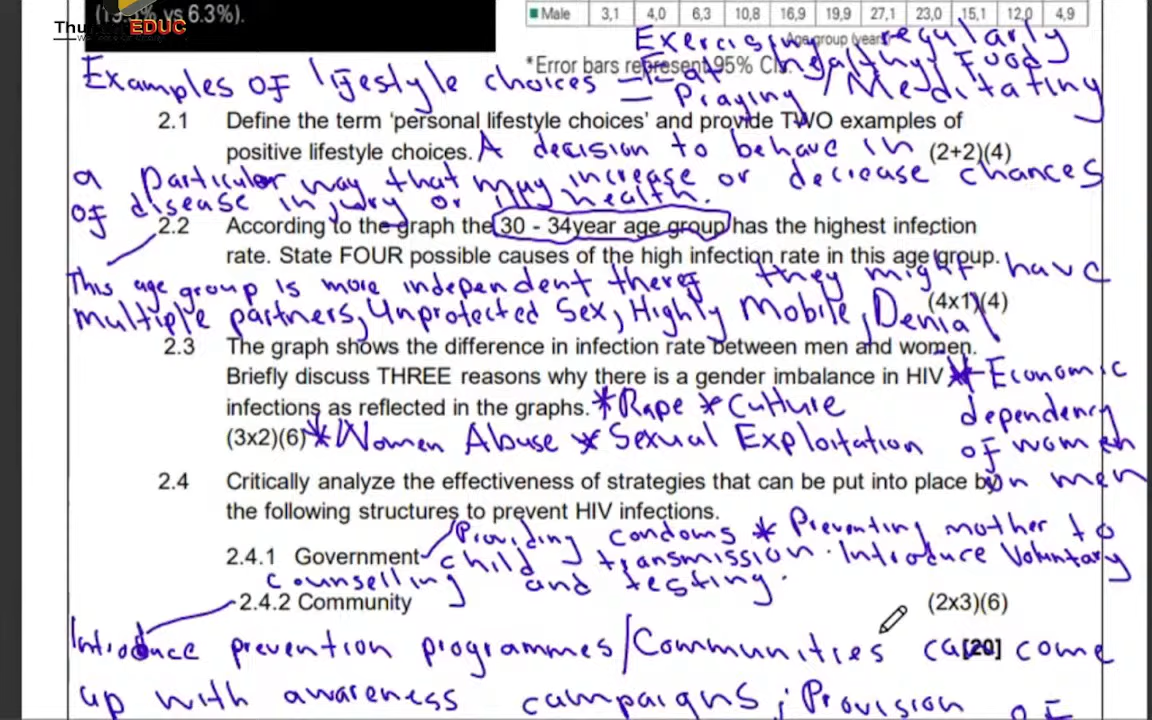 (13.1% vs 6.3%).
EDUC
Male 3,1 4,0 6,3 10,8 16,9 19,9 27,1 23,0 15,1 12,0 4,9
Age group (years)
*Error bars represent 95% CIs.
Exercising regularly
Examples of lifestyle choices - Eat healthy Food
- Praying / Meditating
2.1 Define the term 'personal lifestyle choices' and provide TWO examples of
positive lifestyle choices. A decision to behave in (2+2)(4)
a particular way that may increase or decrease chances
of disease injury or ill health.
2.2 According to the graph the 30 - 34year age group has the highest infection
rate. State FOUR possible causes of the high infection rate in this age group.
This age group is more independent theref they might have
(4x1)(4)
multiple partners, Unprotected Sex, Highly Mobile, Denial
2.3 The graph shows the difference in infection rate between men and women.
Briefly discuss THREE reasons why there is a gender imbalance in HIV * Economic
infections as reflected in the graphs. * Rape * Culture dependency
(3x2)(6) * Women Abuse * Sexual Exploitation of women
on men
2.4 Critically analyze the effectiveness of strategies that can be put into place by
the following structures to prevent HIV infections.
Providing condoms * Preventing mother to
2.4.1 Government child transmission. Introduce Voluntary
counselling and testing.
2.4.2 Community (2x3)(6)
Introduce prevention programmes / Communities can come
[20]
up with awareness campaigns ; Provision of